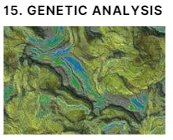 15. GENETIC ANALYSIS